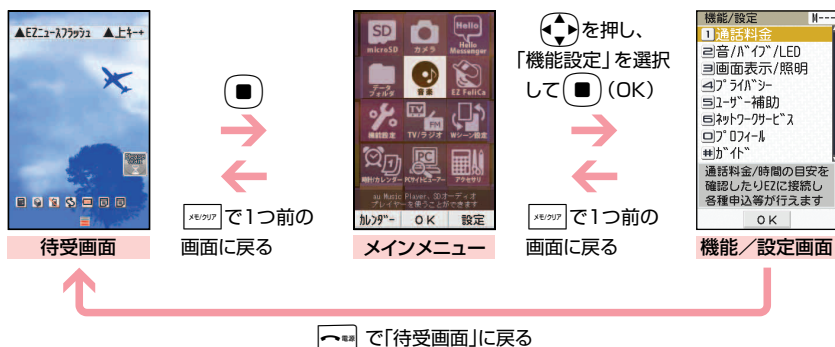 ▲EZニュースフラッシュ ▲上キー+
待受画面
メモ/クリア で1つ前の
画面に戻る
SD
microSD
カメラ
Hello
Hello Messenger
データフォルダ
音楽
EZ FeliCa
機能設定
TV FM
TV/ラジオ
Wシーン設定
時計/カレンダー
PC
PCサイトビューアー
アクセサリ
au Music Player、SDオーディオ
プレイヤーを使うことができます
カレンダー OK 設定
メインメニュー
を押し、
「機能設定」を選択
して (OK)
メモ/クリア で1つ前の
画面に戻る
機能/設定
1通話料金
2音/バイブ/LED
3画面表示/照明
4プライバシー
5ユーザー補助
6ネットワークサービス
0プロフィール
#ガイド
通話料金/時間の目安を
確認したりEZに接続し
各種申込等が行えます
OK
機能/設定画面
電源 で「待受画面」に戻る